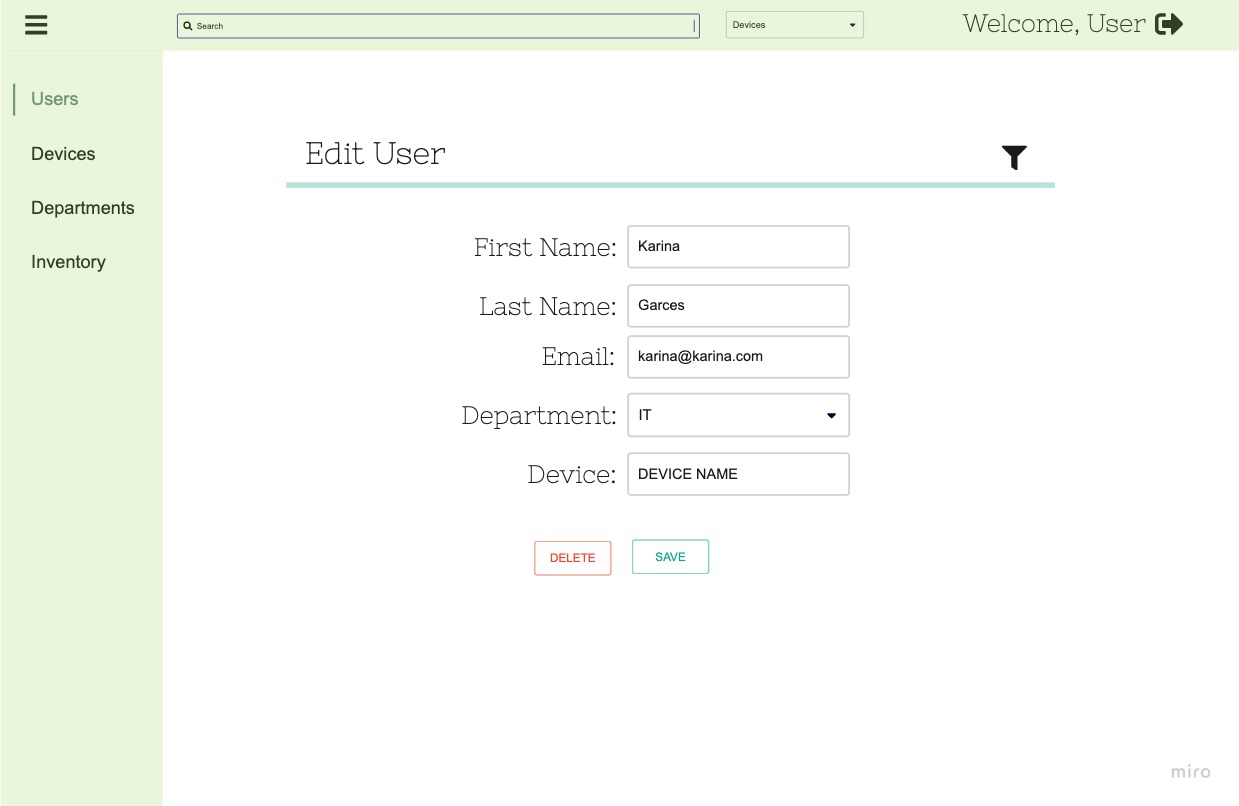 Search
Devices
Welcome, User
Users
Devices
Departments
Inventory
Edit User
First Name: Karina
Last Name: Garces
Email: karina@karina.com
Department: IT
Device: DEVICE NAME
DELETE SAVE
miro